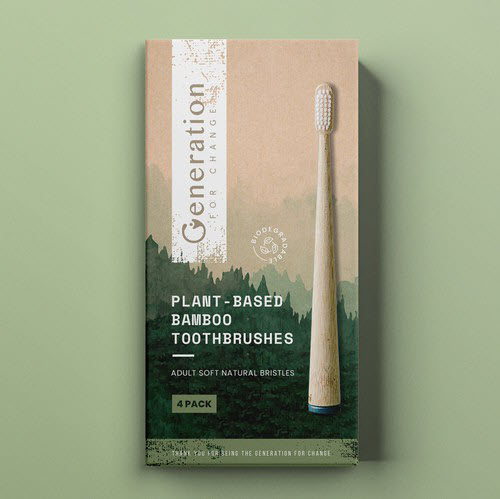 Generation
FOR CHANGE
BIODEGRADABLE
PLANT-BASED
BAMBOO
TOOTHBRUSHES
ADULT SOFT NATURAL BRISTLES
4 PACK
THANK YOU FOR BEING THE GENERATION FOR CHANGE